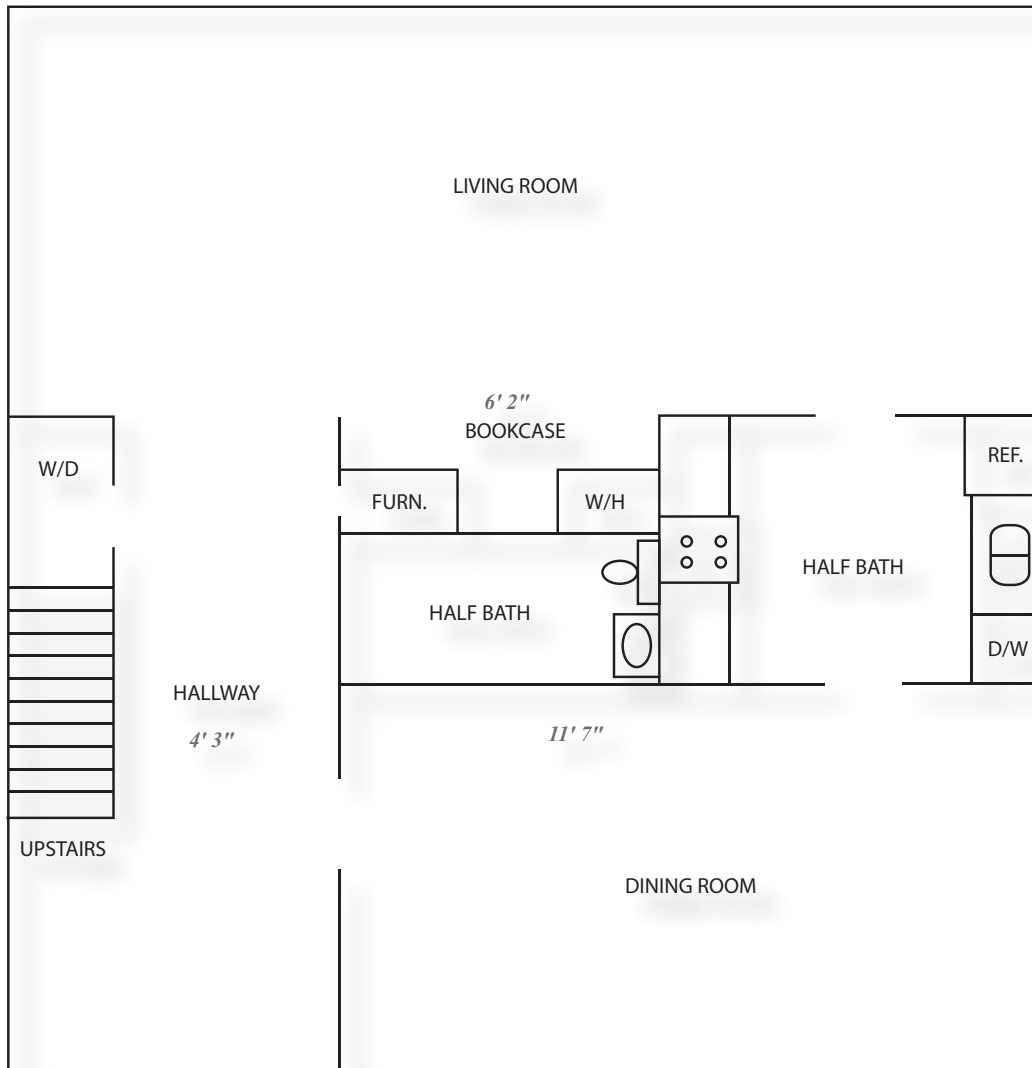 LIVING ROOM
6' 2"
BOOKCASE
W/D
FURN.
W/H
REF.
HALF BATH
HALF BATH
D/W
HALLWAY
4' 3"
11' 7"
UPSTAIRS
DINING ROOM